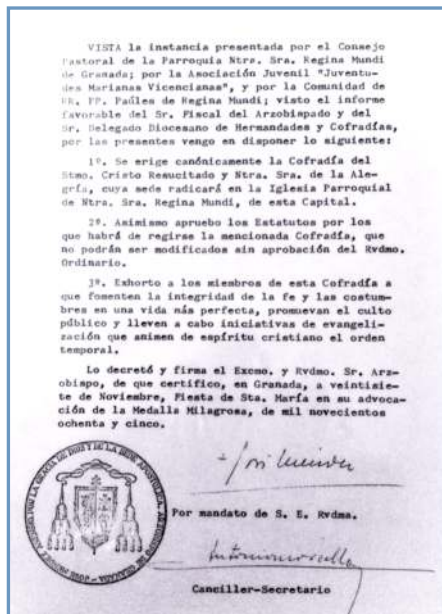 VISTA la instancia presentada por el Consejo
Pastoral de la Parroquia Ntra. Sra. Regina Mundi
de Granada; por la Asociación Juvenil "Juventu-
des Marianas Vicencianas", y por la Comunidad de
RR. PP. Paúles de Regina Mundi; visto el informe
favorable del Sr. Fiscal del Arzobispado y del
Sr. Delegado Diocesano de Hermandades y Cofradías,
por las presentes vengo en disponer lo siguiente:
1º. Se erige canónicamente la Cofradía del
Stmo. Cristo Resucitado y Ntra. Sra. de la Ale-
gría, cuya sede radicará en la Iglesia Parroquial
de Ntra. Sra. Regina Mundi, de esta Capital.
2º. Asimismo apruebo los Estatutos por los
que habrá de regirse la mencionada Cofradía, que
no podrán ser modificados sin aprobación del Rvdmo.
Ordinario.
3º. Exhorto a los miembros de esta Cofradía a
que fomenten la integridad de la fe y las costum-
bres en una vida más perfecta, promuevan el culto
público y lleven a cabo iniciativas de evangeli-
zación que animen de espíritu cristiano el orden
temporal.
Lo decretó y firma el Excmo. y Rvdmo. Sr. Arz-
obispo, de que certifico, en Granada, a veintisie-
te de Noviembre, Fiesta de Sta. María en su advoca-
ción de la Medalla Milagrosa, de mil novecientos
ochenta y cinco.
+ José Méndez
Por mandato de S. E. Rvdma.
Canciller-Secretario